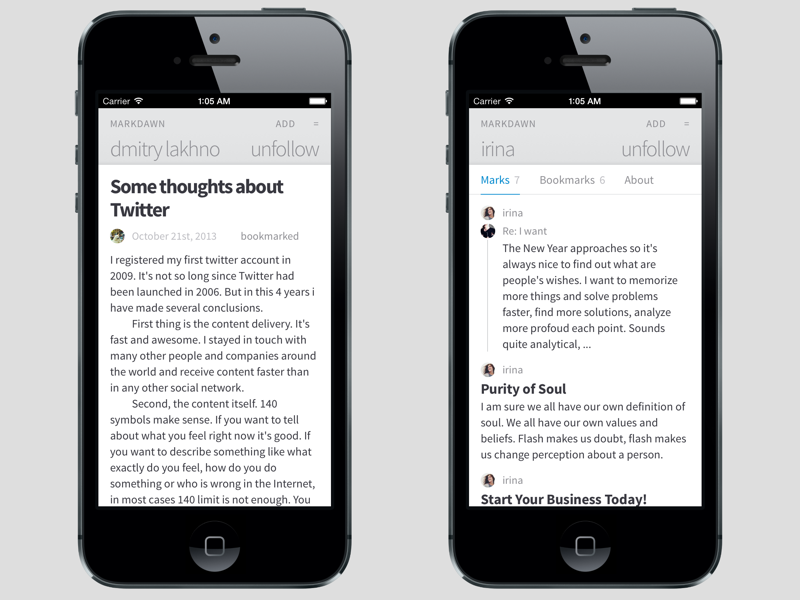 Carrier 1:05 AM
MARKDAWN ADD =
dmitry lakhno unfollow
Some thoughts about
Twitter
October 21st, 2013 bookmarked
I registered my first twitter account in
2009. It's not so long since Twitter had
been launched in 2006. But in this 4 years i
have made several conclusions.
First thing is the content delivery. It's
fast and awesome. I stayed in touch with
many other people and companies around
the world and receive content faster than
in any other social network.
Second, the content itself. 140
symbols make sense. If you want to tell
about what you feel right now it's good. If
you want to describe something like what
exactly do you feel, how do you do
something or who is wrong in the Internet,
in most cases 140 limit is not enough. You
Carrier 1:05 AM
MARKDAWN ADD =
irina unfollow
Marks 7 Bookmarks 6 About
irina
Re: I want
The New Year approaches so it's
always nice to find out what are
people's wishes. I want to memorize
more things and solve problems
faster, find more solutions, analyze
more profoud each point. Sounds
quite analytical, ...
irina
Purity of Soul
I am sure we all have our own definition of
soul. We all have our own values and
beliefs. Flash makes us doubt, flash makes
us change perception about a person.
irina
Start Your Business Today!